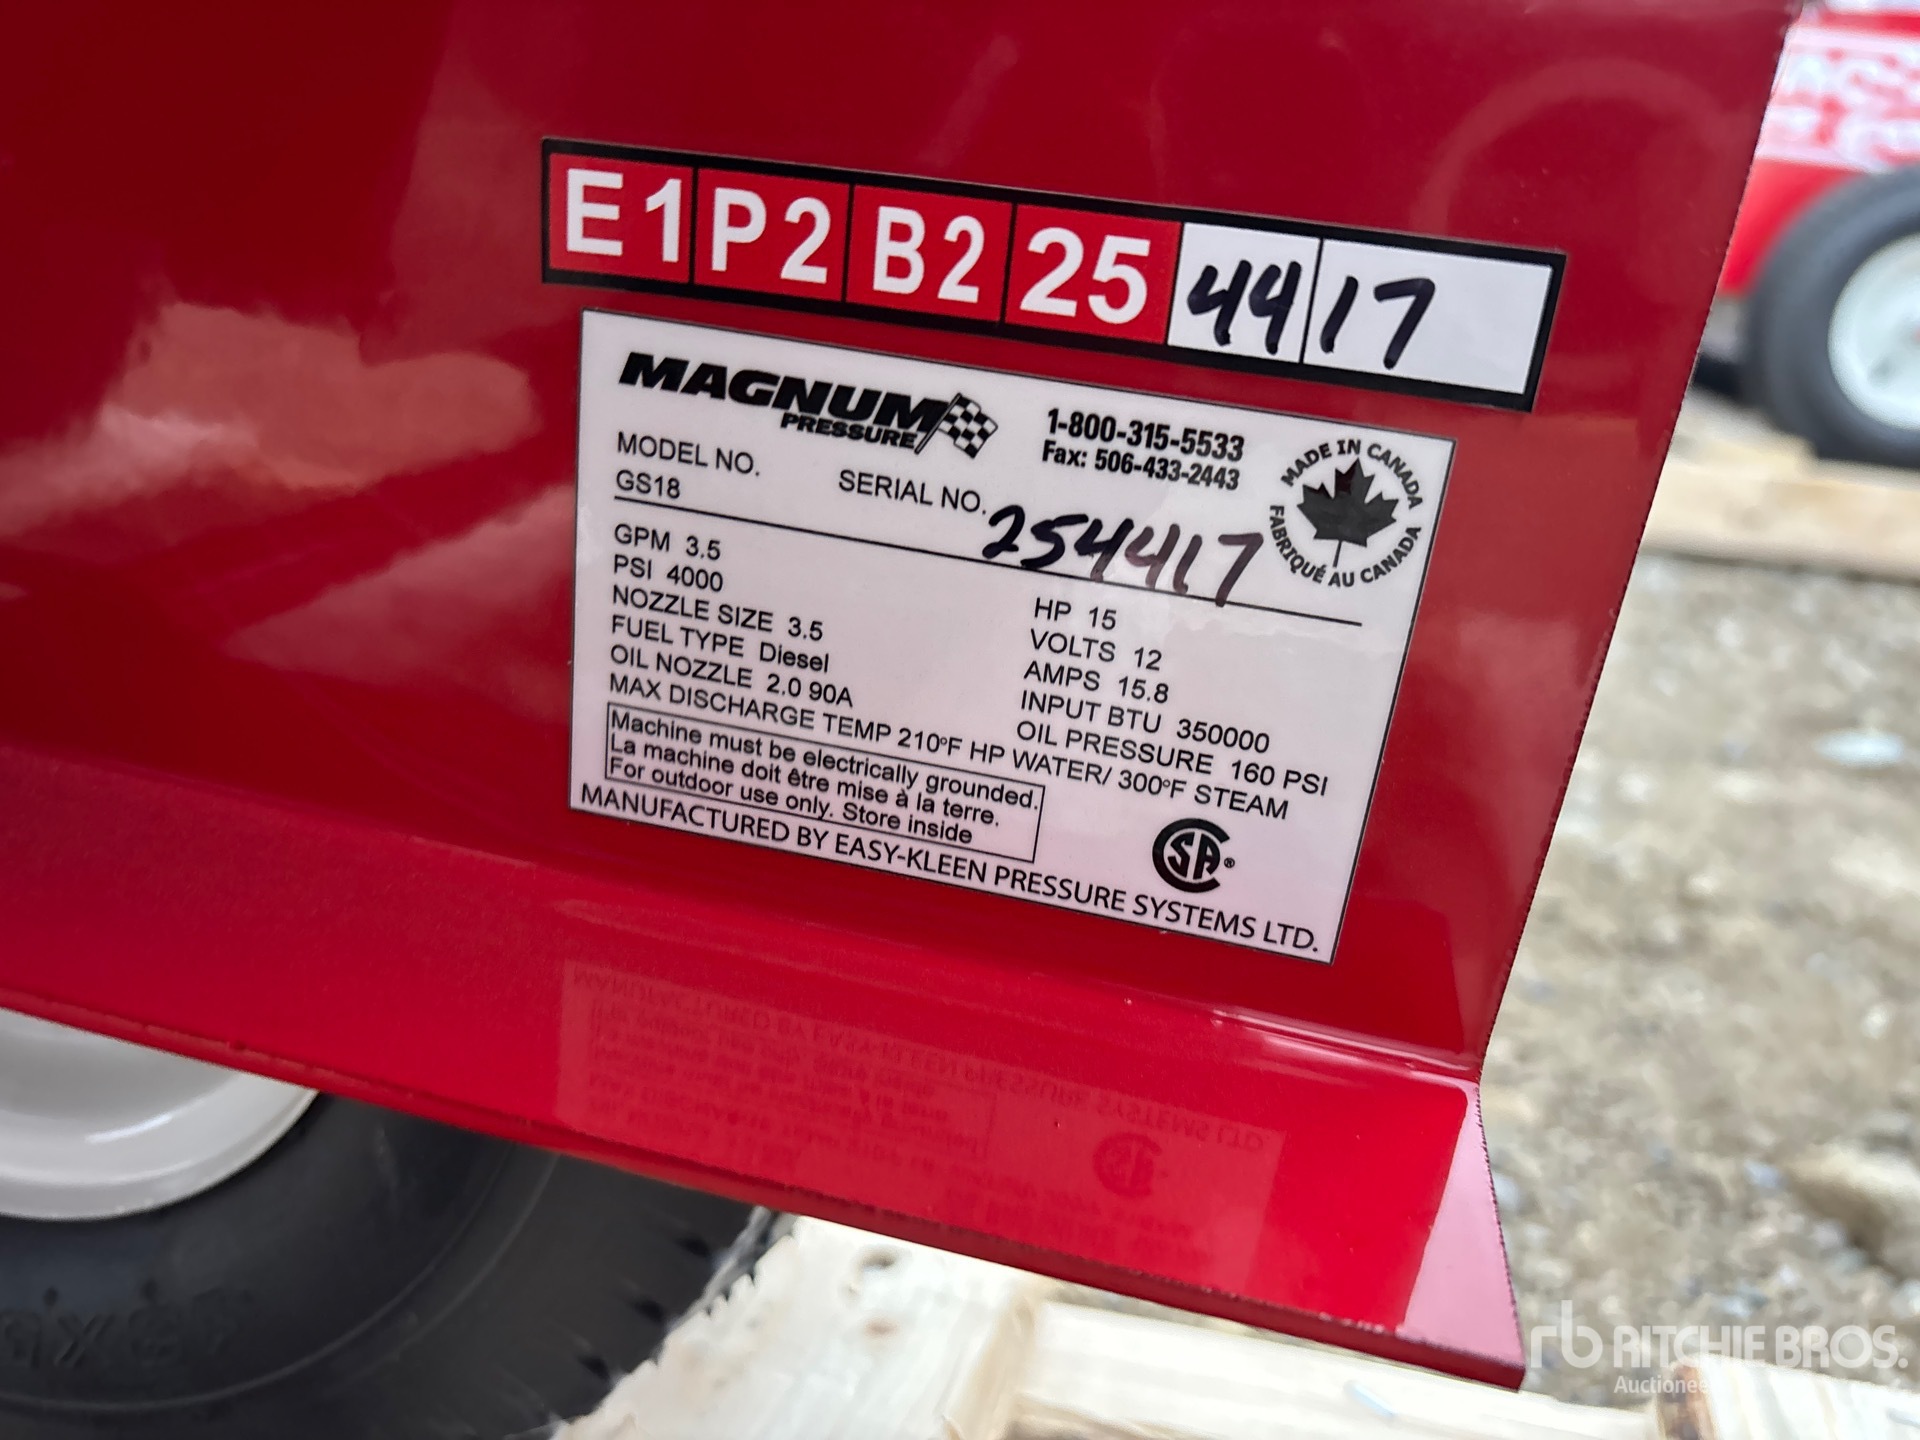 E1 P2 B2 25 44 17
MAGNUM
PRESSURE
1-800-315-5533
Fax: 506-433-2443
MADE IN CANADA
FABRIQUÉ AU CANADA
MODEL NO.
GS18
SERIAL NO. 254417
GPM 3.5
PSI 4000
NOZZLE SIZE 3.5
FUEL TYPE Diesel
OIL NOZZLE 2.0 90A
HP 15
VOLTS 12
AMPS 15.8
INPUT BTU 350000
OIL PRESSURE 160 PSI
MAX DISCHARGE TEMP 210ºF HP WATER/ 300ºF STEAM
Machine must be electrically grounded.
La machine doit être mise à la terre.
For outdoor use only. Store inside
CSA ®
MANUFACTURED BY EASY-KLEEN PRESSURE SYSTEMS LTD.
rb RITCHIE BROS.